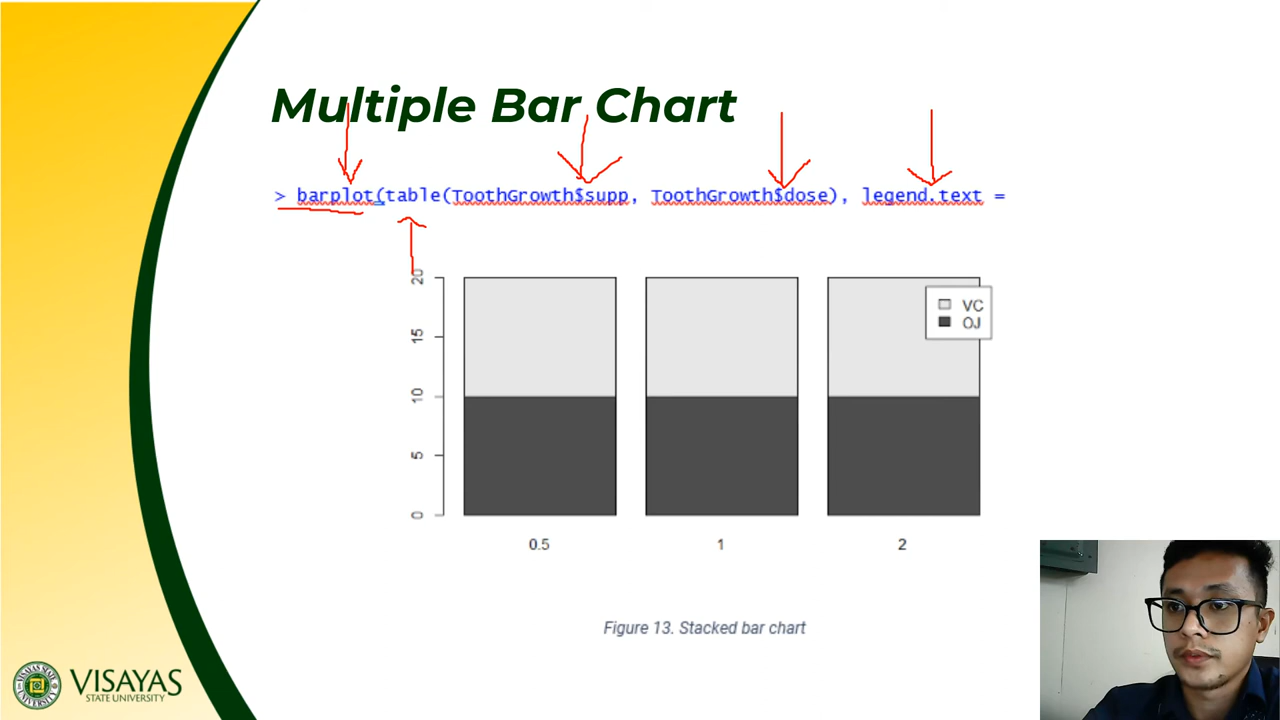 Multiple Bar Chart
> barplot(table(ToothGrowth$supp, ToothGrowth$dose), legend.text =
20
15
10
5
0
VC
OJ
0.5 1 2
Figure 13. Stacked bar chart
VISAYAS
STATE UNIVERSITY